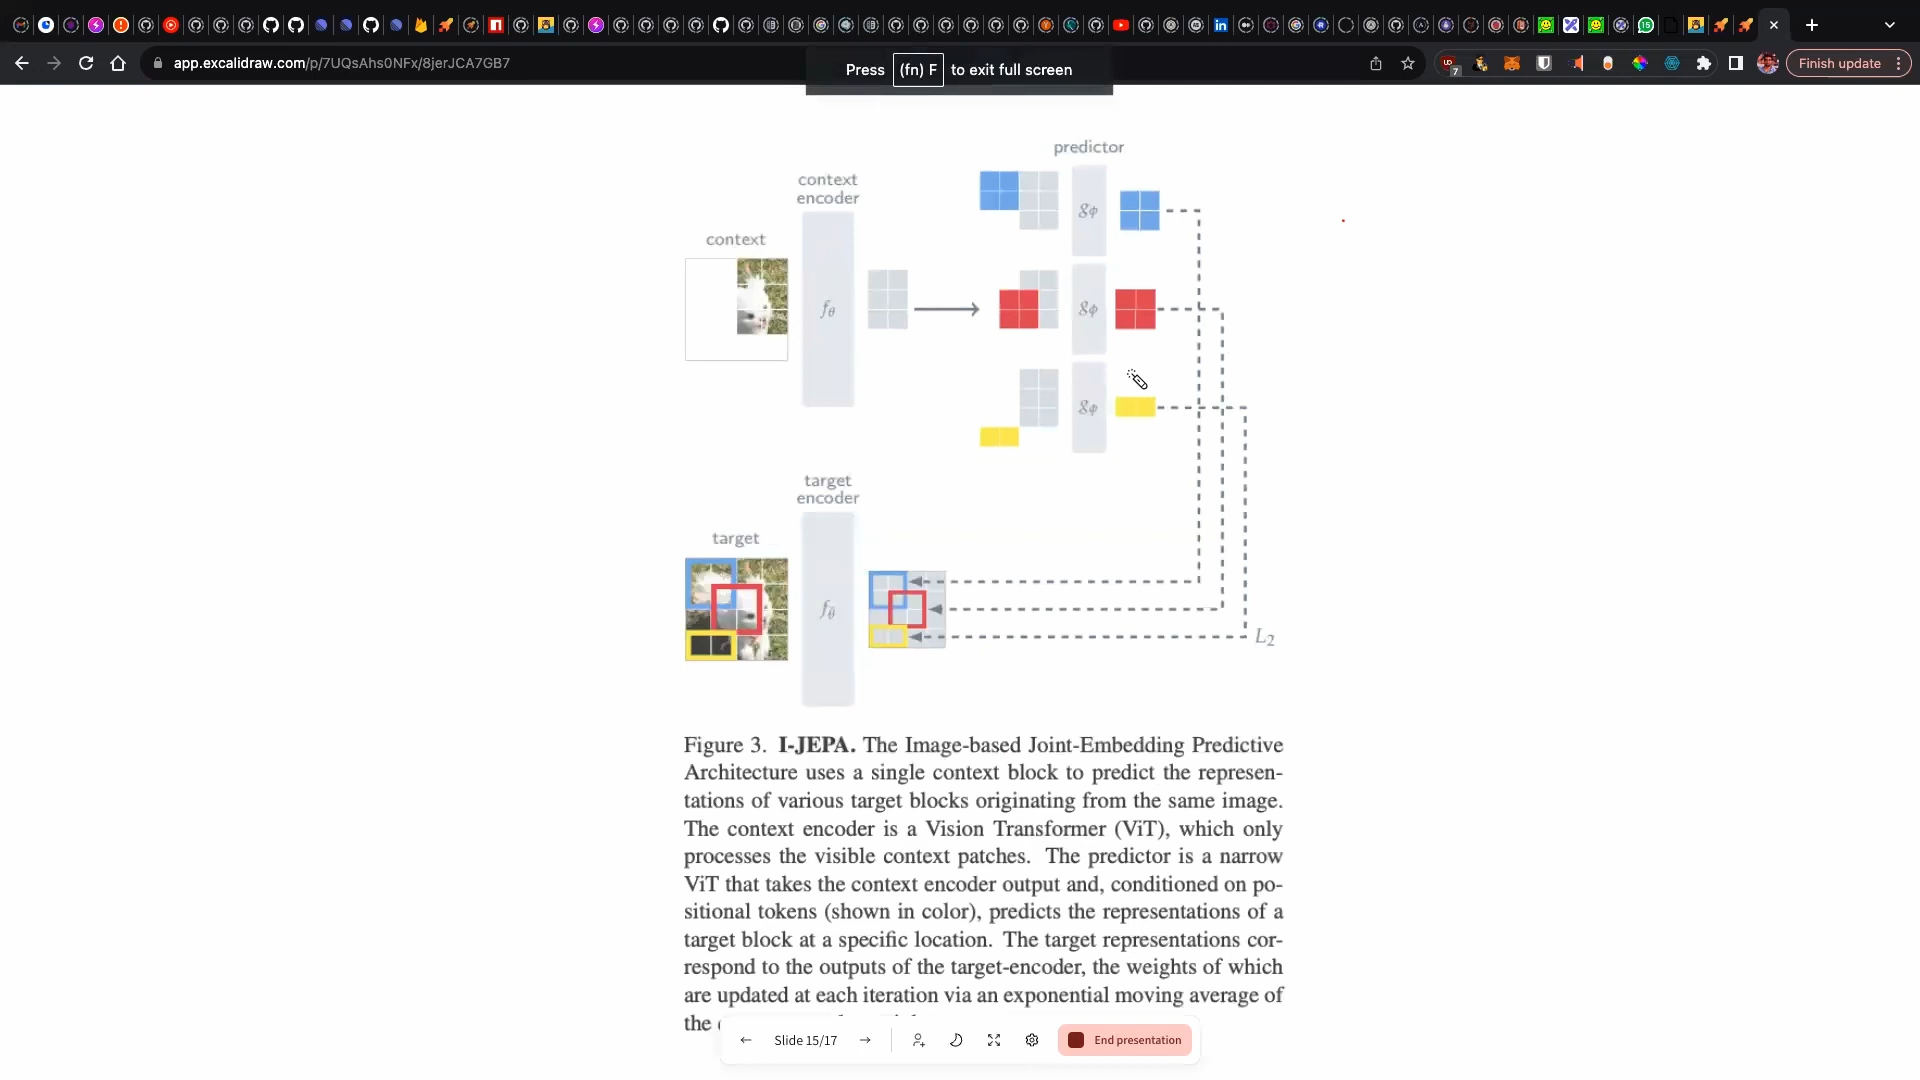 app.excalidraw.com/p/7UQsAhs0NFx/8jerJCA7GB7
Finish update
Press (fn) F to exit full screen
predictor
context
encoder
context
fθ
gϕ
gϕ
gϕ
target
encoder
target
fθ̄
L2
Figure 3. I-JEPA. The Image-based Joint-Embedding Predictive
Architecture uses a single context block to predict the represen-
tations of various target blocks originating from the same image.
The context encoder is a Vision Transformer (ViT), which only
processes the visible context patches. The predictor is a narrow
ViT that takes the context encoder output and, conditioned on po-
sitional tokens (shown in color), predicts the representations of a
target block at a specific location. The target representations cor-
respond to the outputs of the target-encoder, the weights of which
are updated at each iteration via an exponential moving average of
the
Slide 15/17
End presentation